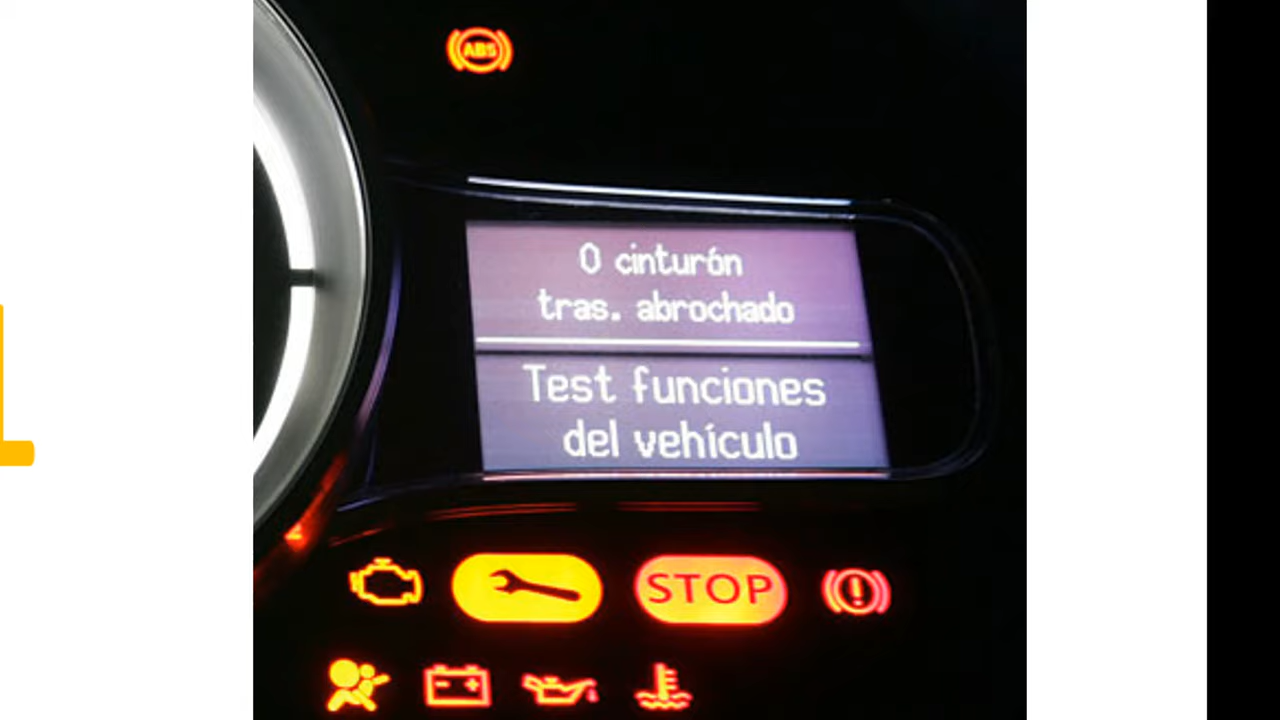 ABS
0 cinturón
tras. abrochado
Test funciones
del vehículo
STOP